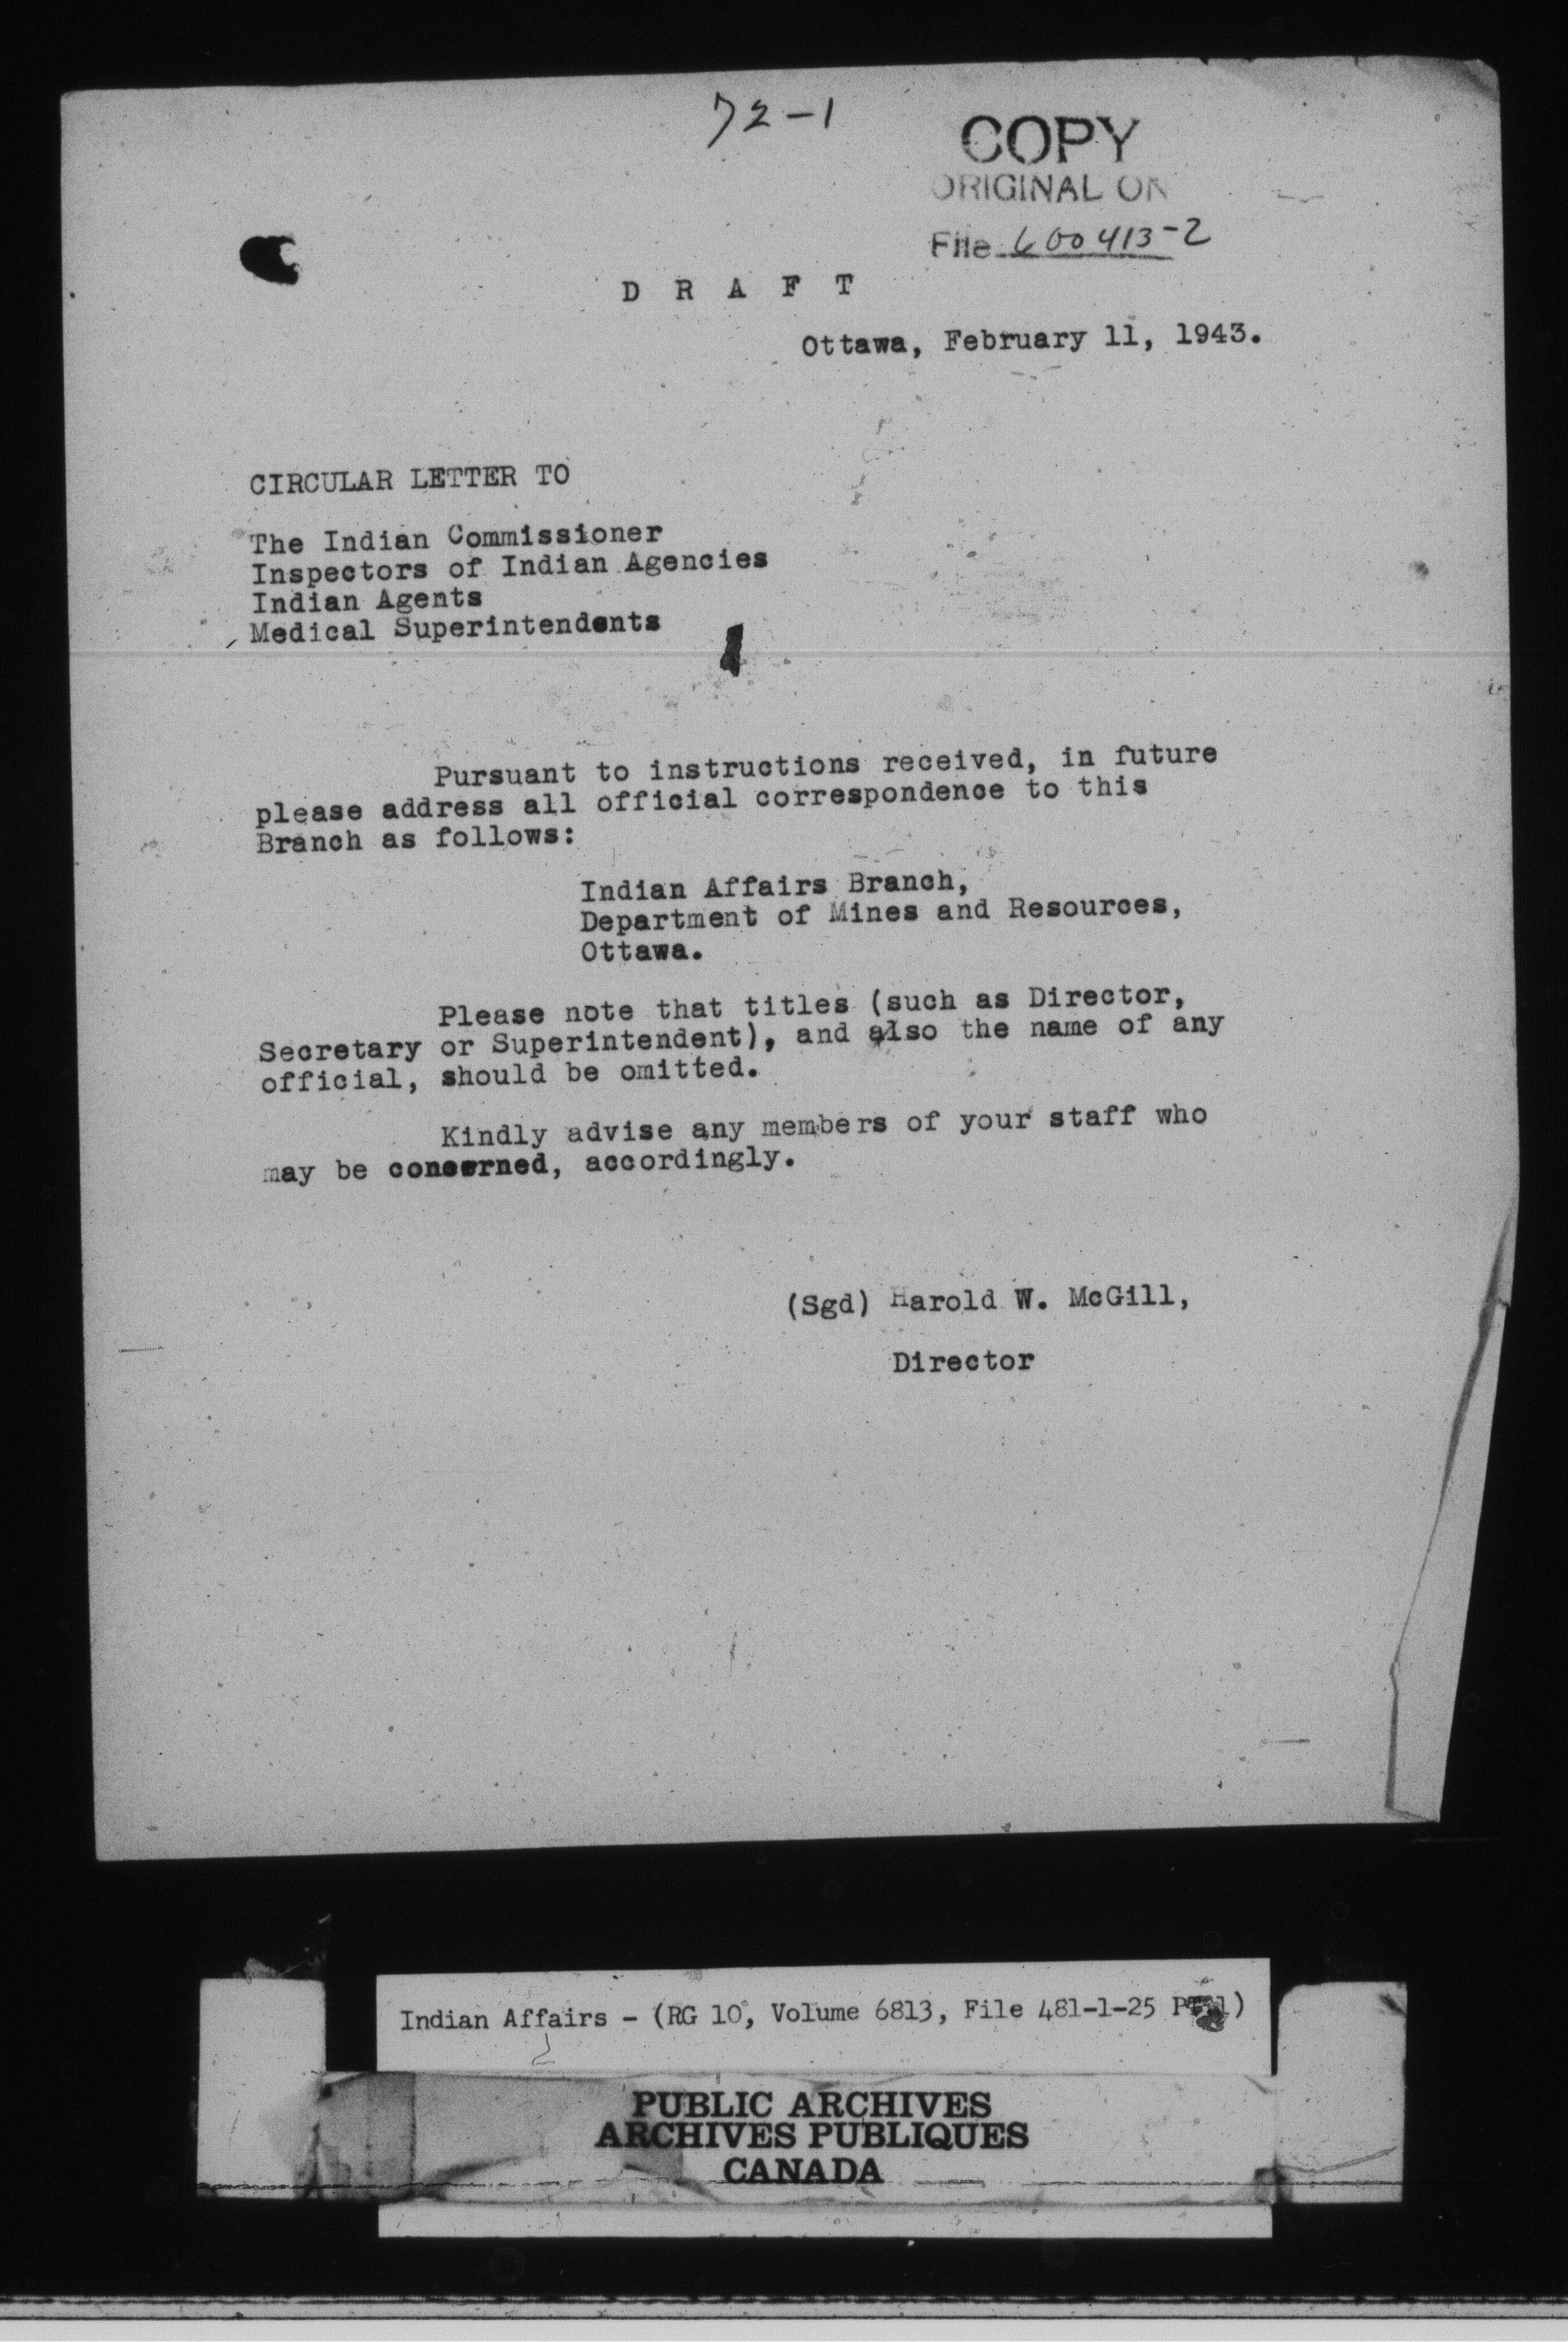 72-1
COPY
ORIGINAL ON
File 600413-2
D R A F T
Ottawa, February 11, 1943.
CIRCULAR LETTER TO
The Indian Commissioner
Inspectors of Indian Agencies
Indian Agents
Medical Superintendents
Pursuant to instructions received, in future
please address all official correspondence to this
Branch as follows:
Indian Affairs Branch,
Department of Mines and Resources,
Ottawa.
Please note that titles (such as Director,
Secretary or Superintendent), and also the name of any
official, should be omitted.
Kindly advise any members of your staff who
may be concerned, accordingly.
(Sgd) Harold W. McGill,
Director
Indian Affairs - (RG 10, Volume 6813, File 481-1-25 Pt 1)
PUBLIC ARCHIVES
ARCHIVES PUBLIQUES
CANADA